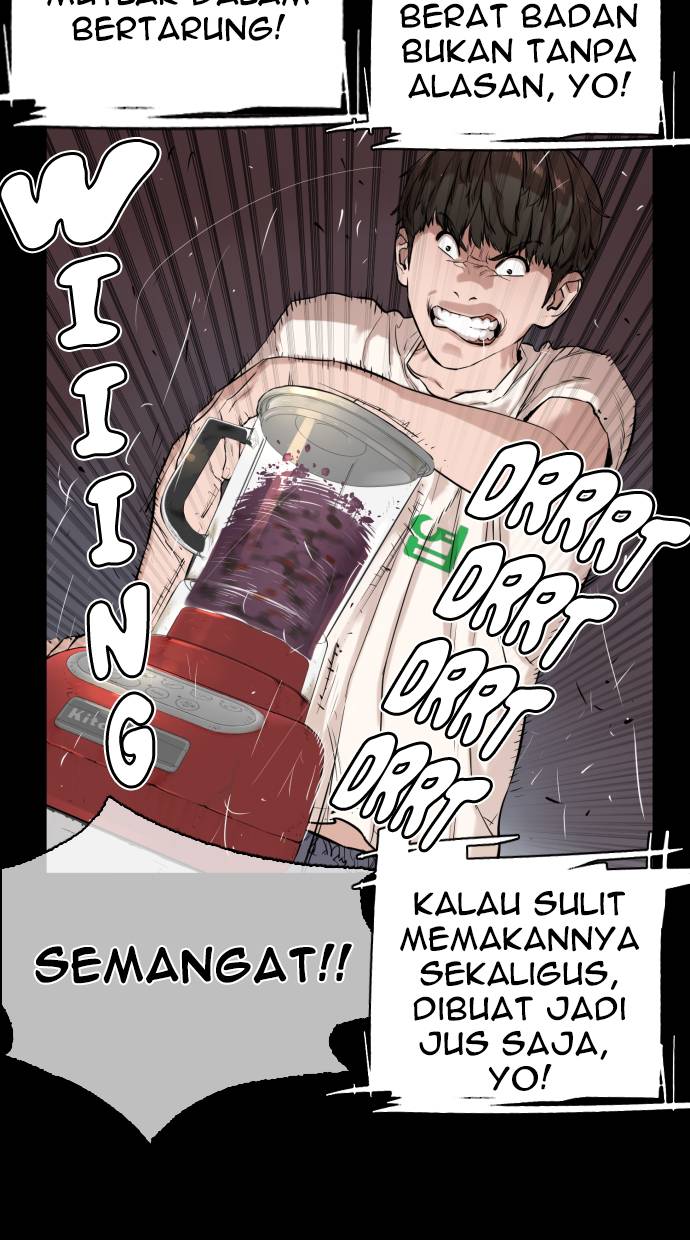 BERTARUNG!
BERAT BADAN
BUKAN TANPA
ALASAN, YO!
WIIING
DRRRT
DRRT
DRRT
DRRT
Kitc
SEMANGAT!!
KALAU SULIT
MEMAKANNYA
SEKALIGUS,
DIBUAT JADI
JUS SAJA,
YO!